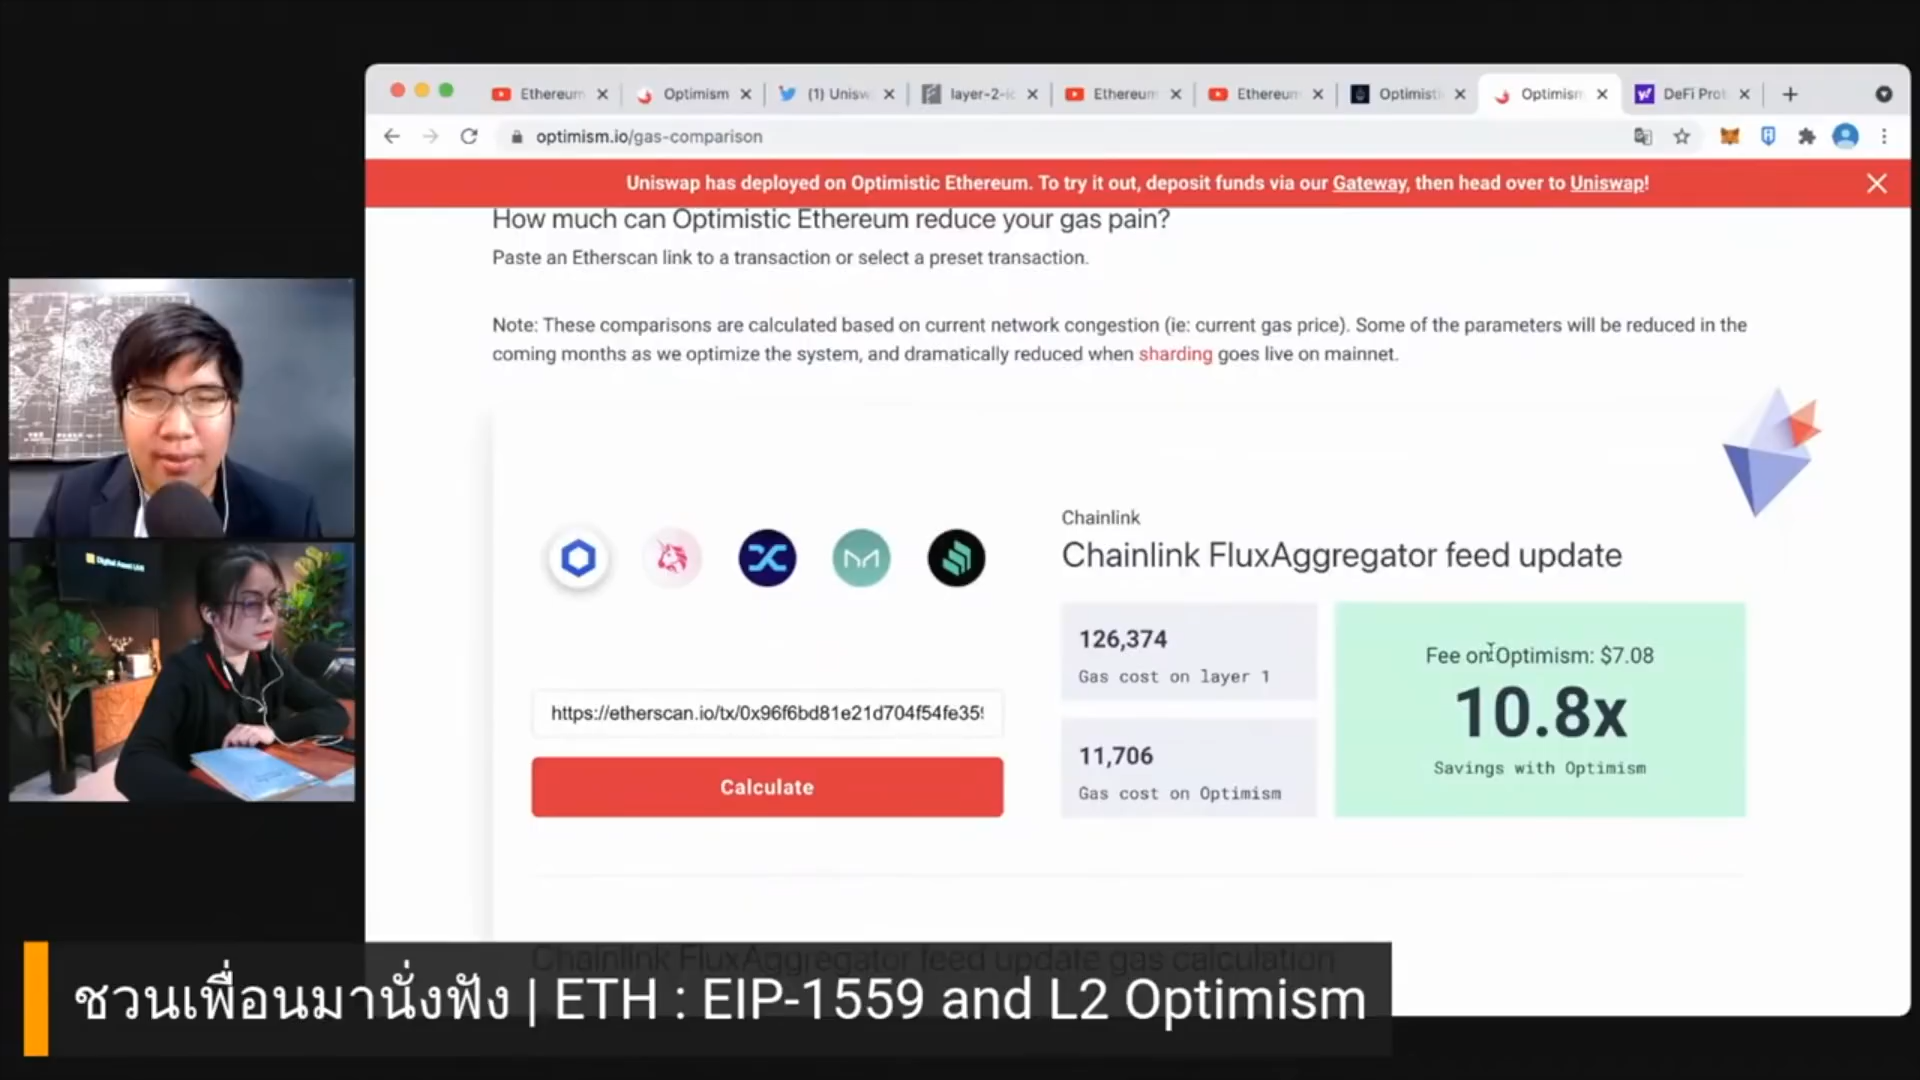 Ethereum
Optimism
(1) Unisw
layer-2-
Ethereum
Ethereum
Optimisti
Optimism
DeFi Prot
optimism.io/gas-comparison
Uniswap has deployed on Optimistic Ethereum. To try it out, deposit funds via our Gateway, then head over to Uniswap!
How much can Optimistic Ethereum reduce your gas pain?
Paste an Etherscan link to a transaction or select a preset transaction.
Note: These comparisons are calculated based on current network congestion (ie: current gas price). Some of the parameters will be reduced in the
coming months as we optimize the system, and dramatically reduced when sharding goes live on mainnet.
Chainlink
Chainlink FluxAggregator feed update
126,374
Gas cost on layer 1
11,706
Gas cost on Optimism
Fee on Optimism: $7.08
10.8x
Savings with Optimism
https://etherscan.io/tx/0x96f6bd81e21d704f54fe35
Calculate
Chainlink FluxAggregator feed update gas calculation
ชวนเพื่อนมานั่งฟัง | ETH : EIP-1559 and L2 Optimism